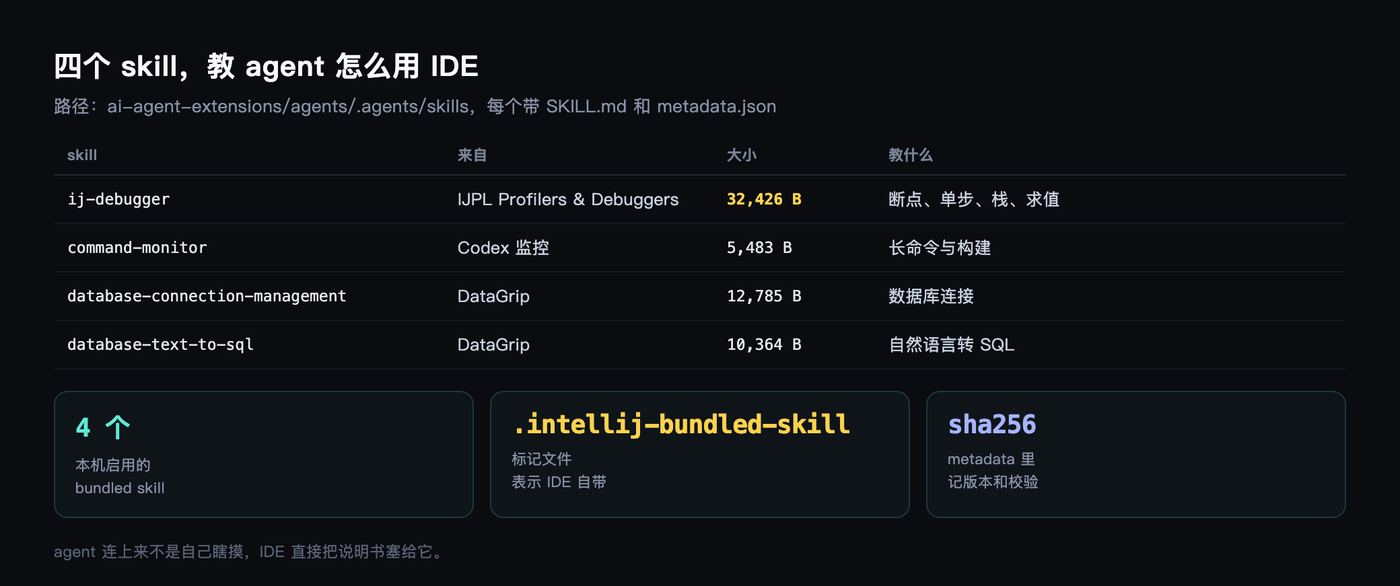 四个 skill，教 agent 怎么用 IDE
路径：ai-agent-extensions/agents/.agents/skills，每个带 SKILL.md 和 metadata.json
skill 来自 大小 教什么
ij-debugger IJPL Profilers & Debuggers 32,426 B 断点、单步、栈、求值
command-monitor Codex 监控 5,483 B 长命令与构建
database-connection-management DataGrip 12,785 B 数据库连接
database-text-to-sql DataGrip 10,364 B 自然语言转 SQL
4 个
本机启用的
bundled skill
.intellij-bundled-skill
标记文件
表示 IDE 自带
sha256
metadata 里
记版本和校验
agent 连上来不是自己瞎摸，IDE 直接把说明书塞给它。